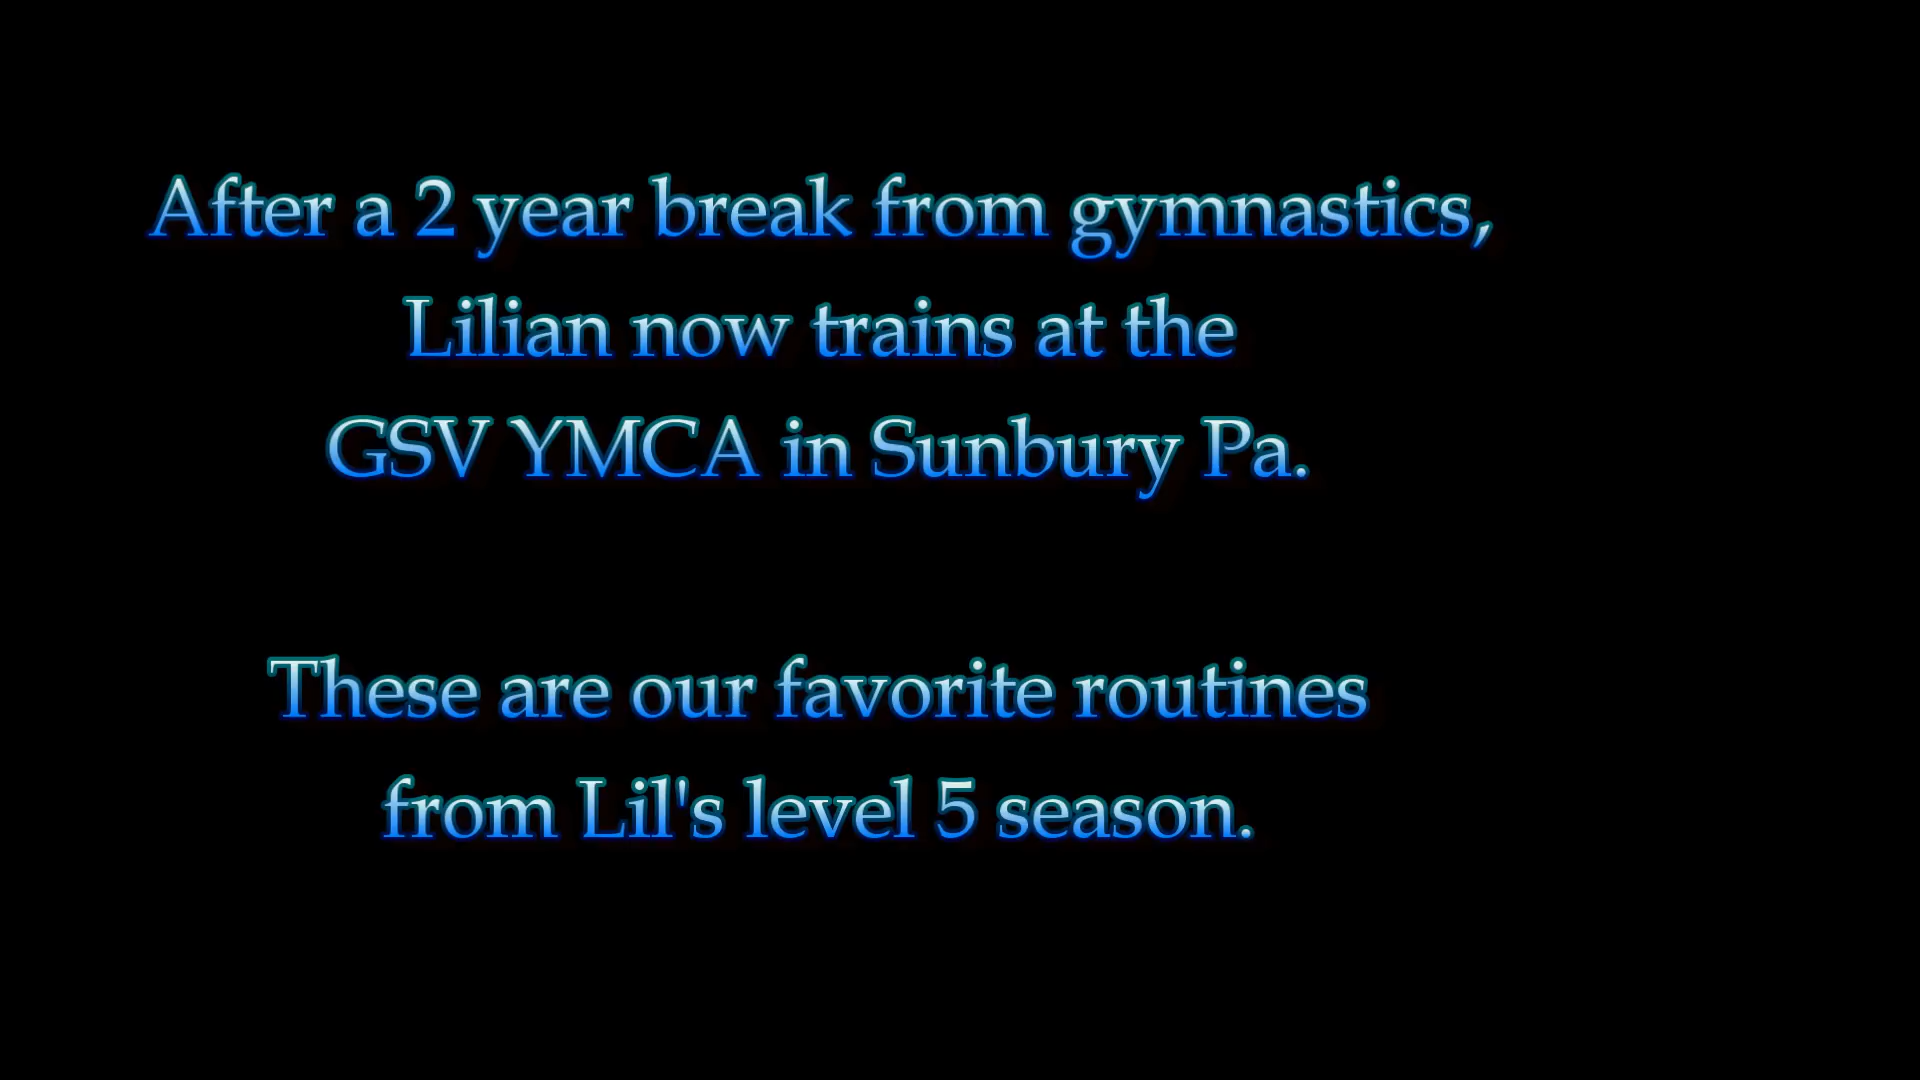 After a 2 year break from gymnastics,
Lilian now trains at the
GSV YMCA in Sunbury Pa.
These are our favorite routines
from Lil's level 5 season.